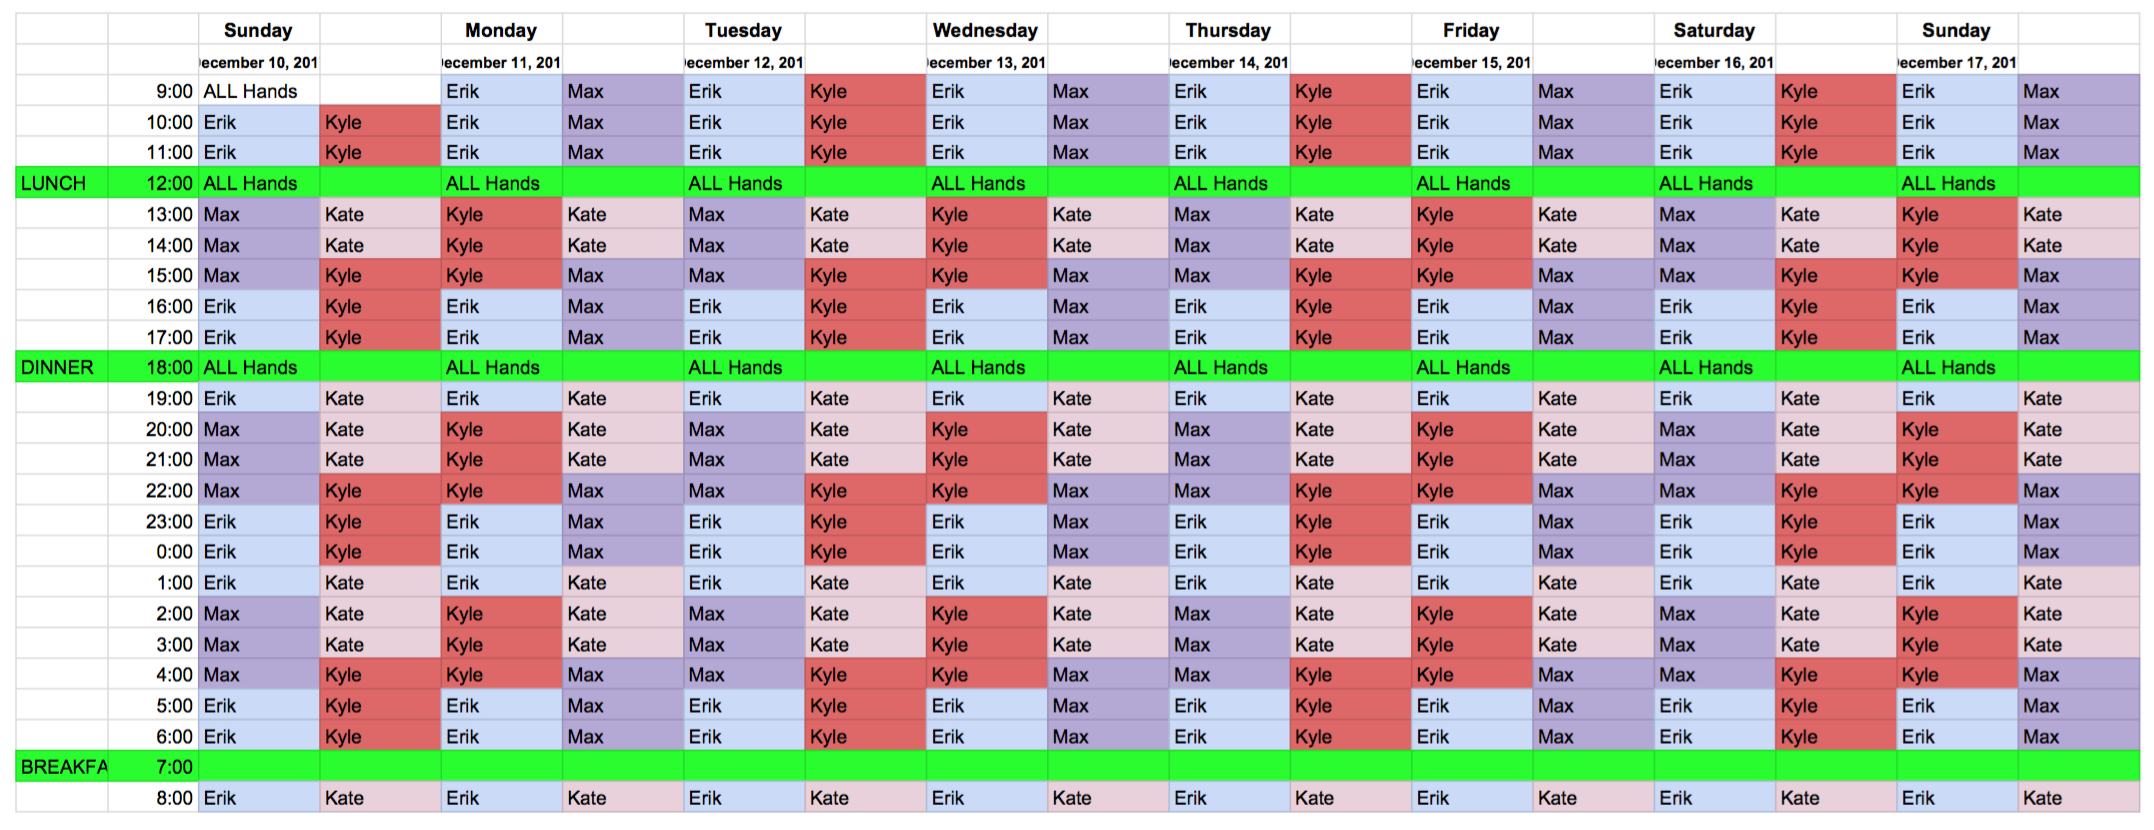 Sunday Monday Tuesday Wednesday Thursday Friday Saturday Sunday
ecember 10, 201 ecember 11, 201 ecember 12, 201 ecember 13, 201 ecember 14, 201 ecember 15, 201 ecember 16, 201 ecember 17, 201
9:00 ALL Hands Erik Max Erik Kyle Erik Max Erik Kyle Erik Max Erik Kyle Erik Max
10:00 Erik Kyle Erik Max Erik Kyle Erik Max Erik Kyle Erik Max Erik Kyle Erik Max
11:00 Erik Kyle Erik Max Erik Kyle Erik Max Erik Kyle Erik Max Erik Kyle Erik Max
LUNCH 12:00 ALL Hands ALL Hands ALL Hands ALL Hands ALL Hands ALL Hands ALL Hands ALL Hands
13:00 Max Kate Kyle Kate Max Kate Kyle Kate Max Kate Kyle Kate Max Kate Kyle Kate
14:00 Max Kate Kyle Kate Max Kate Kyle Kate Max Kate Kyle Kate Max Kate Kyle Kate
15:00 Max Kyle Kyle Max Max Kyle Kyle Max Max Kyle Kyle Max Max Kyle Kyle Max
16:00 Erik Kyle Erik Max Erik Kyle Erik Max Erik Kyle Erik Max Erik Kyle Erik Max
17:00 Erik Kyle Erik Max Erik Kyle Erik Max Erik Kyle Erik Max Erik Kyle Erik Max
DINNER 18:00 ALL Hands ALL Hands ALL Hands ALL Hands ALL Hands ALL Hands ALL Hands ALL Hands
19:00 Erik Kate Erik Kate Erik Kate Erik Kate Erik Kate Erik Kate Erik Kate Erik Kate
20:00 Max Kate Kyle Kate Max Kate Kyle Kate Max Kate Kyle Kate Max Kate Kyle Kate
21:00 Max Kate Kyle Kate Max Kate Kyle Kate Max Kate Kyle Kate Max Kate Kyle Kate
22:00 Max Kyle Kyle Max Max Kyle Kyle Max Max Kyle Kyle Max Max Kyle Kyle Max
23:00 Erik Kyle Erik Max Erik Kyle Erik Max Erik Kyle Erik Max Erik Kyle Erik Max
0:00 Erik Kyle Erik Max Erik Kyle Erik Max Erik Kyle Erik Max Erik Kyle Erik Max
1:00 Erik Kate Erik Kate Erik Kate Erik Kate Erik Kate Erik Kate Erik Kate Erik Kate
2:00 Max Kate Kyle Kate Max Kate Kyle Kate Max Kate Kyle Kate Max Kate Kyle Kate
3:00 Max Kate Kyle Kate Max Kate Kyle Kate Max Kate Kyle Kate Max Kate Kyle Kate
4:00 Max Kyle Kyle Max Max Kyle Kyle Max Max Kyle Kyle Max Max Kyle Kyle Max
5:00 Erik Kyle Erik Max Erik Kyle Erik Max Erik Kyle Erik Max Erik Kyle Erik Max
6:00 Erik Kyle Erik Max Erik Kyle Erik Max Erik Kyle Erik Max Erik Kyle Erik Max
BREAKFA 7:00
8:00 Erik Kate Erik Kate Erik Kate Erik Kate Erik Kate Erik Kate Erik Kate Erik Kate